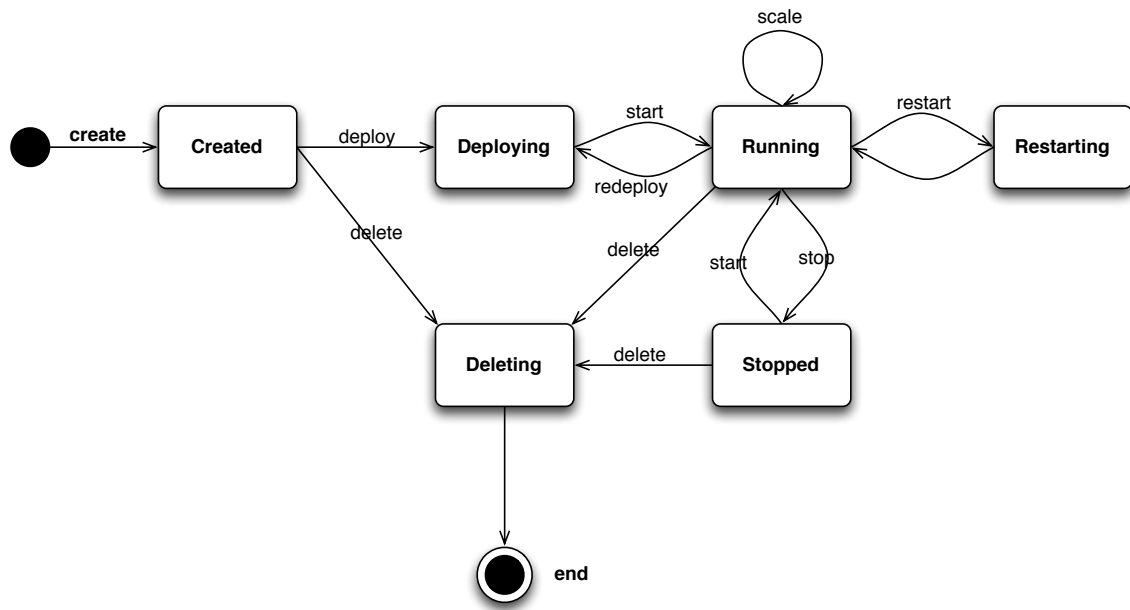 scale
restart
create
Created
deploy
Deploying
start
redeploy
Running
Restarting
delete
delete
start
stop
Deleting
delete
Stopped
end